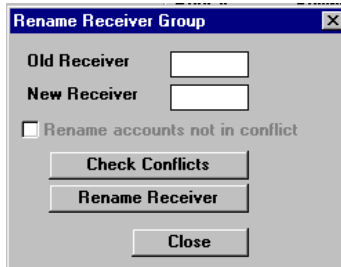 Rename Receiver Group
Old Receiver
New Receiver
Rename accounts not in conflict
Check Conflicts
Rename Receiver
Close